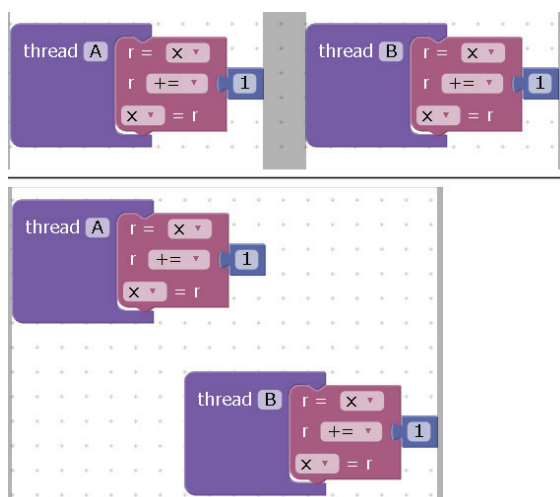 thread A r = x
r += 1
x = r
thread B r = x
r += 1
x = r
thread A r = x
r += 1
x = r
thread B r = x
r += 1
x = r